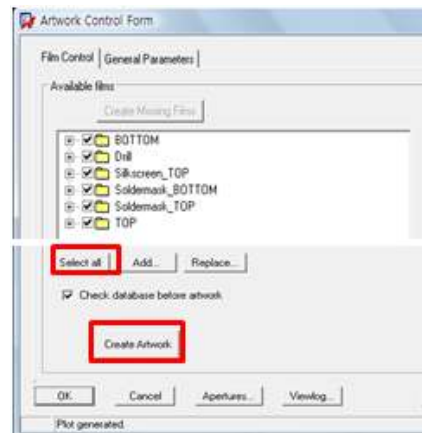 Artwork Control Form
Film Control General Parameters
Available films
Create Missing Films
BOTTOM
Drill
Silkscreen_TOP
Soldermask_BOTTOM
Soldermask_TOP
TOP
Select all Add... Replace...
Check database before artwork
Create Artwork
OK Cancel Apertures... Viewlog...
Plot generated.